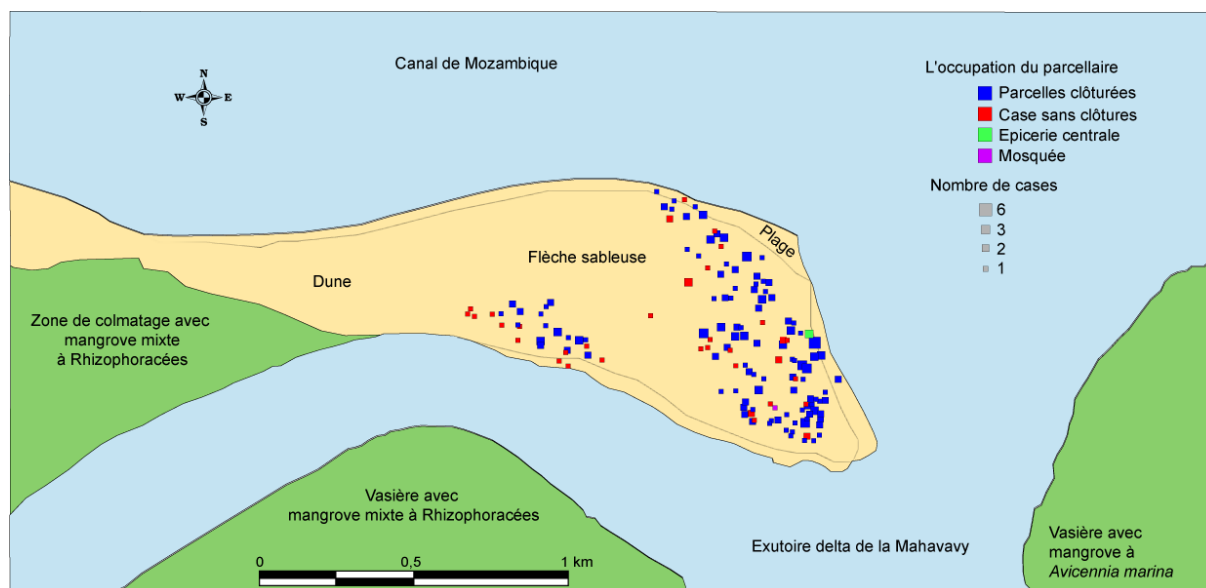 Canal de Mozambique
N
W E
S
L'occupation du parcellaire
Parcelles clôturées
Case sans clôtures
Epicerie centrale
Mosquée
Nombre de cases
6
3
2
1
Plage
Flèche sableuse
Dune
Zone de colmatage avec
mangrove mixte
à Rhizophoracées
Vasière avec
mangrove mixte à Rhizophoracées
0 0,5 1 km
Exutoire delta de la Mahavavy
Vasière avec
mangrove à
Avicennia marina